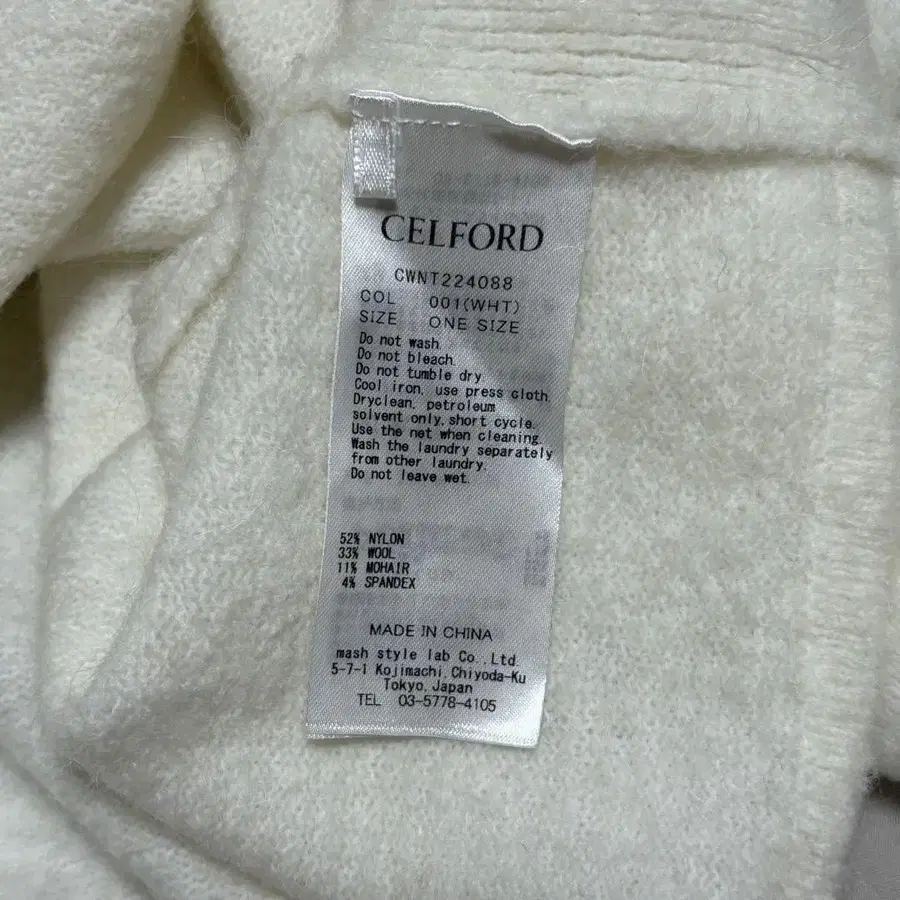 CELFORD
CWNT224088
COL 001(WHT)
SIZE ONE SIZE
Do not wash.
Do not bleach.
Do not tumble dry.
Cool iron, use press cloth.
Dryclean, petroleum
solvent only, short cycle.
Use the net when cleaning.
Wash the laundry separately
from other laundry.
Do not leave wet.
52% NYLON
33% WOOL
11% MOHAIR
4% SPANDEX
MADE IN CHINA
mash style lab Co., Ltd.
5-7-1 Kojimachi, Chiyoda-Ku
Tokyo, Japan
TEL 03-5778-4105